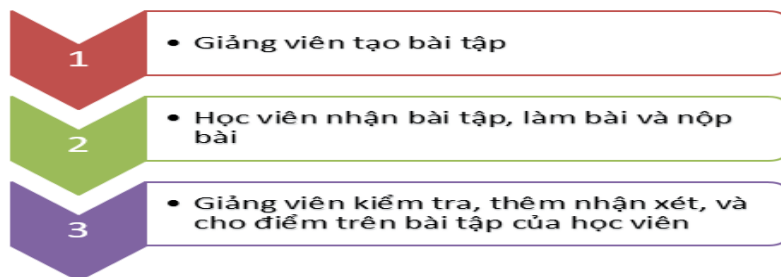 1
• Giảng viên tạo bài tập
2
• Học viên nhận bài tập, làm bài và nộp
bài
3
• Giảng viên kiểm tra, thêm nhận xét, và
cho điểm trên bài tập của học viên